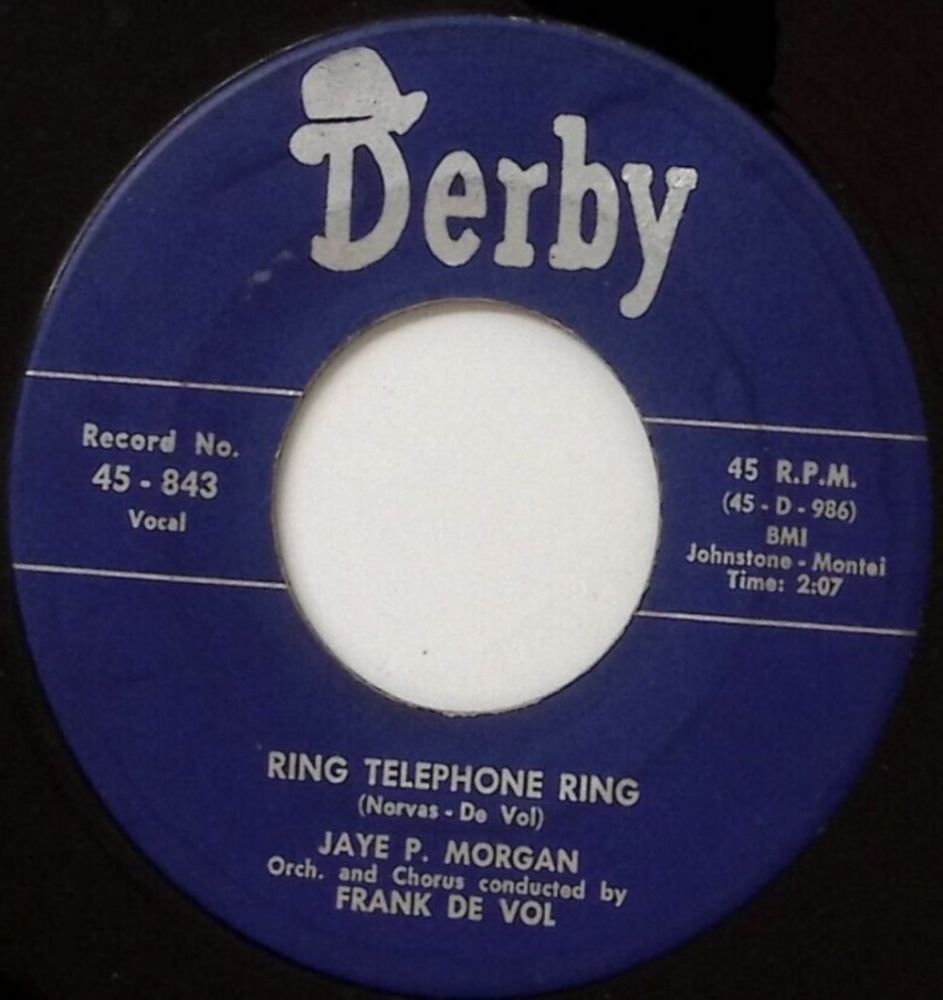 Derby
Record No.
45 - 843
Vocal
45 R.P.M.
(45 - D - 986)
BMI
Johnstone - Montei
Time: 2:07
RING TELEPHONE RING
(Norvas - De Vol)
JAYE P. MORGAN
Orch. and Chorus conducted by
FRANK DE VOL